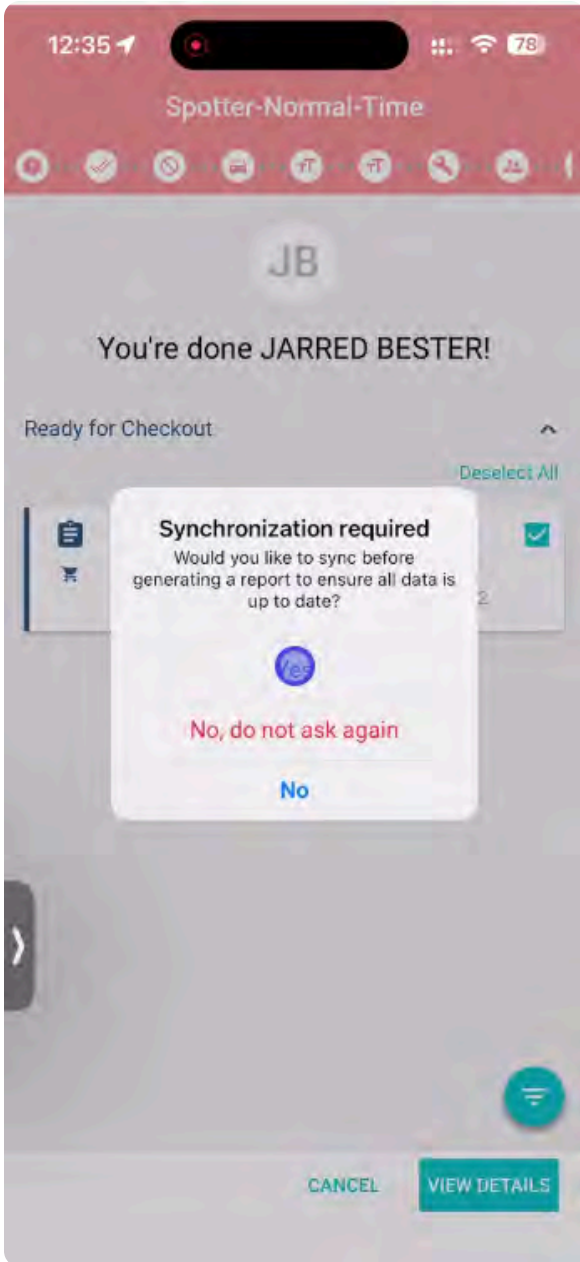 12:35
78
Spotter-Normal-Time
JB
You're done JARRED BESTER!
Ready for Checkout
Deselect All
Synchronization required
Would you like to sync before
generating a report to ensure all data is
up to date?
2
Yes
No, do not ask again
No
CANCEL
VIEW DETAILS